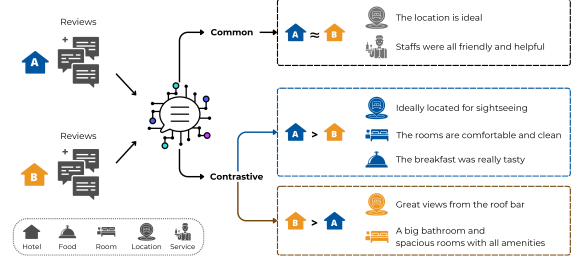 Reviews
+
A
Reviews
+
B
Hotel
Food
Room
Location
Service
Common
Contrastive
A ≈ B
The location is ideal
Staffs were all friendly and helpful
A > B
Ideally located for sightseeing
The rooms are comfortable and clean
The breakfast was really tasty
B > A
Great views from the roof bar
A big bathroom and
spacious rooms with all amenities